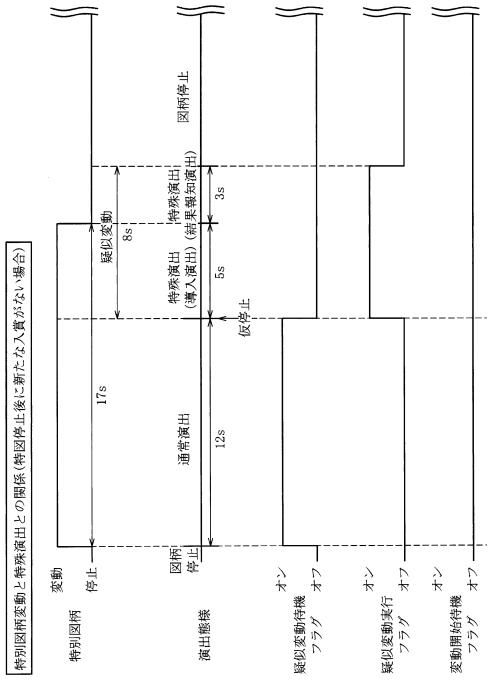 特別図柄変動と特殊演出との関係(特図停止後に新たな入賞がない場合)
特別図柄
変動
停止
17s
疑似変動
8s
演出態様
図柄
停止
通常演出
12s
仮停止
特殊演出
(導入演出)
5s
特殊演出
(結果報知演出)
3s
図柄停止
疑似変動待機
フラグ
オン
オフ
疑似変動実行
フラグ
オン
オフ
変動開始待機
フラグ
オン
オフ